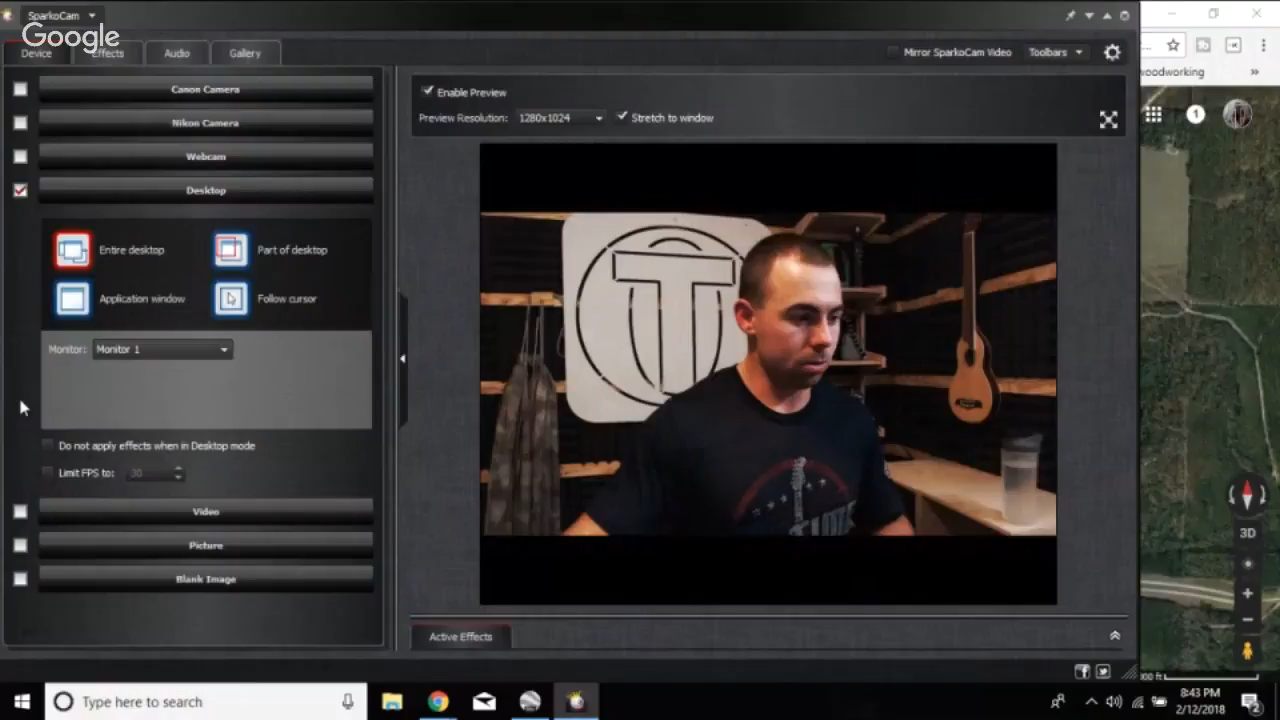 SparkoCam
Google
Device
Effects
Audio
Gallery
Mirror SparkoCam Video
Toolbars
Canon Camera
Nikon Camera
Webcam
Desktop
Entire desktop
Part of desktop
Application window
Follow cursor
Monitor: Monitor 1
Do not apply effects when in Desktop mode
Limit FPS to: 30
Video
Picture
Blank Image
Enable Preview
Preview Resolution: 1280x1024
Stretch to window
T
Active Effects
woodworking
1
3D
Type here to search
8:43 PM
2/12/2018
2